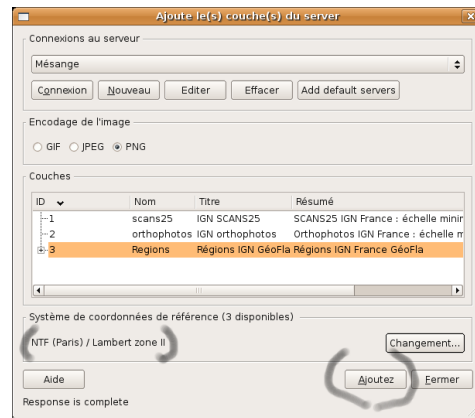 Ajoute le(s) couche(s) du server
Connexions au serveur
Mésange
Connexion Nouveau Editer Effacer Add default servers
Encodage de l'image
GIF JPEG PNG
Couches
ID Nom Titre Résumé
1 scans25 IGN SCANS25 SCANS25 IGN France : échelle minir
2 orthophotos IGN orthophotos Orthophotos IGN France : échelle m
3 Regions Régions IGN GéoFla Régions IGN France GéoFla
Système de coordonnées de référence (3 disponibles)
NTF (Paris) / Lambert zone II Changement...
Aide Ajoutez Fermer
Response is complete